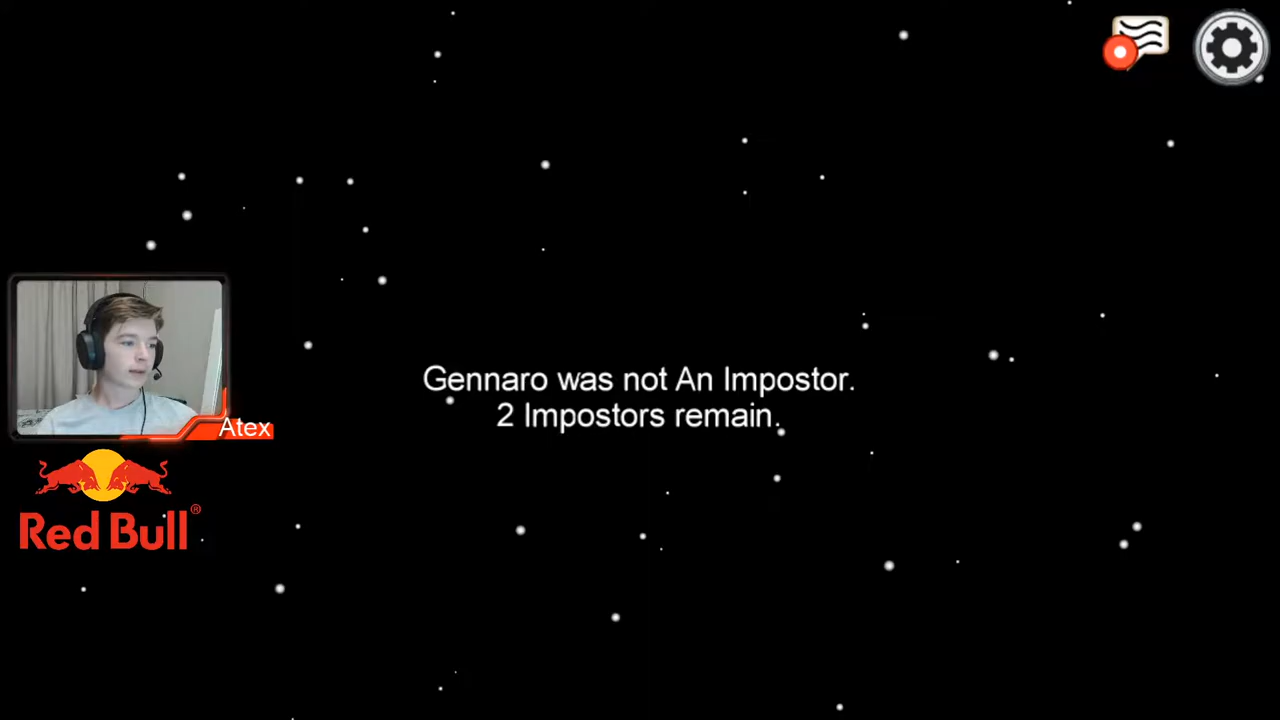 Gennaro was not An Impostor.
2 Impostors remain.
Atex
Red Bull®